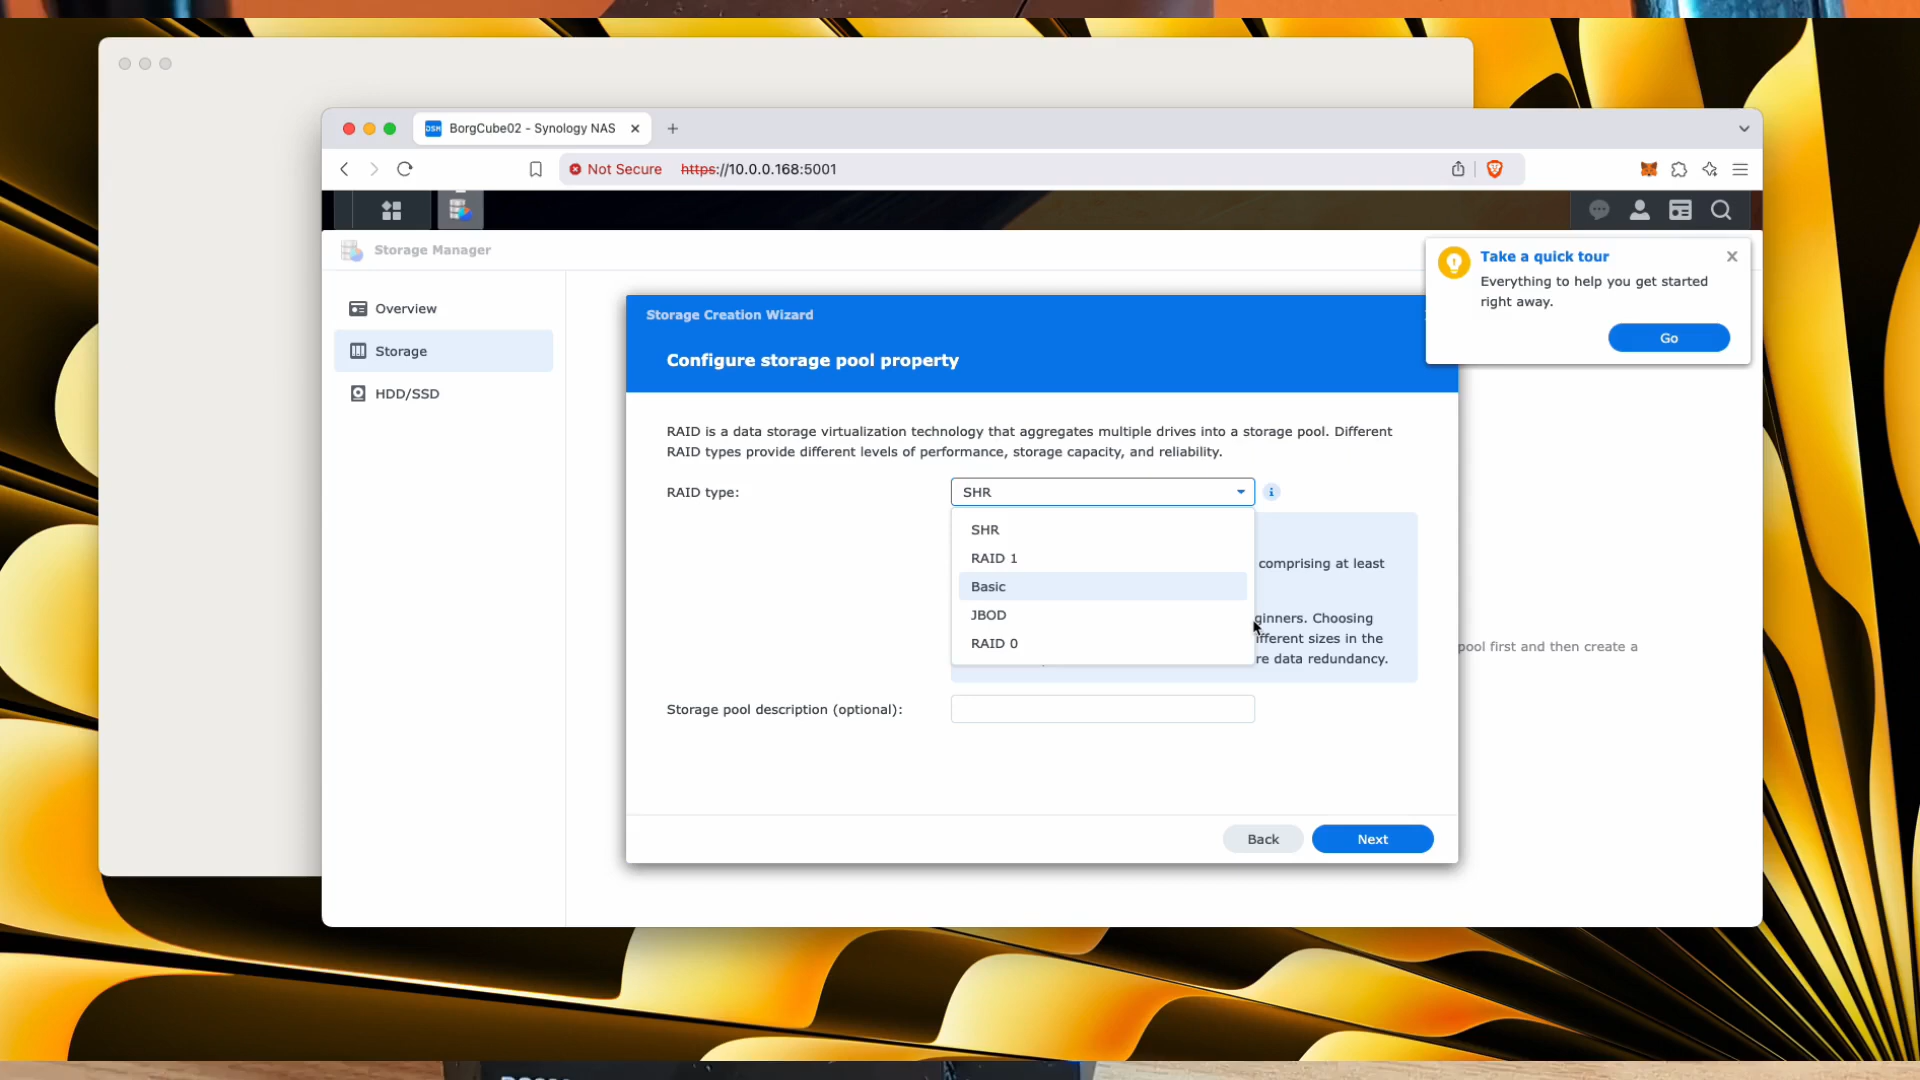 BorgCube02 - Synology NAS
Not Secure https://10.0.0.168:5001
Storage Manager
Take a quick tour
Everything to help you get started
right away.
Go
Overview
Storage
HDD/SSD
Storage Creation Wizard
Configure storage pool property
RAID is a data storage virtualization technology that aggregates multiple drives into a storage pool. Different
RAID types provide different levels of performance, storage capacity, and reliability.
RAID type:
SHR
SHR
RAID 1
Basic
JBOD
RAID 0
comprising at least
ginners. Choosing
ifferent sizes in the
re data redundancy.
pool first and then create a
Storage pool description (optional):
Back
Next